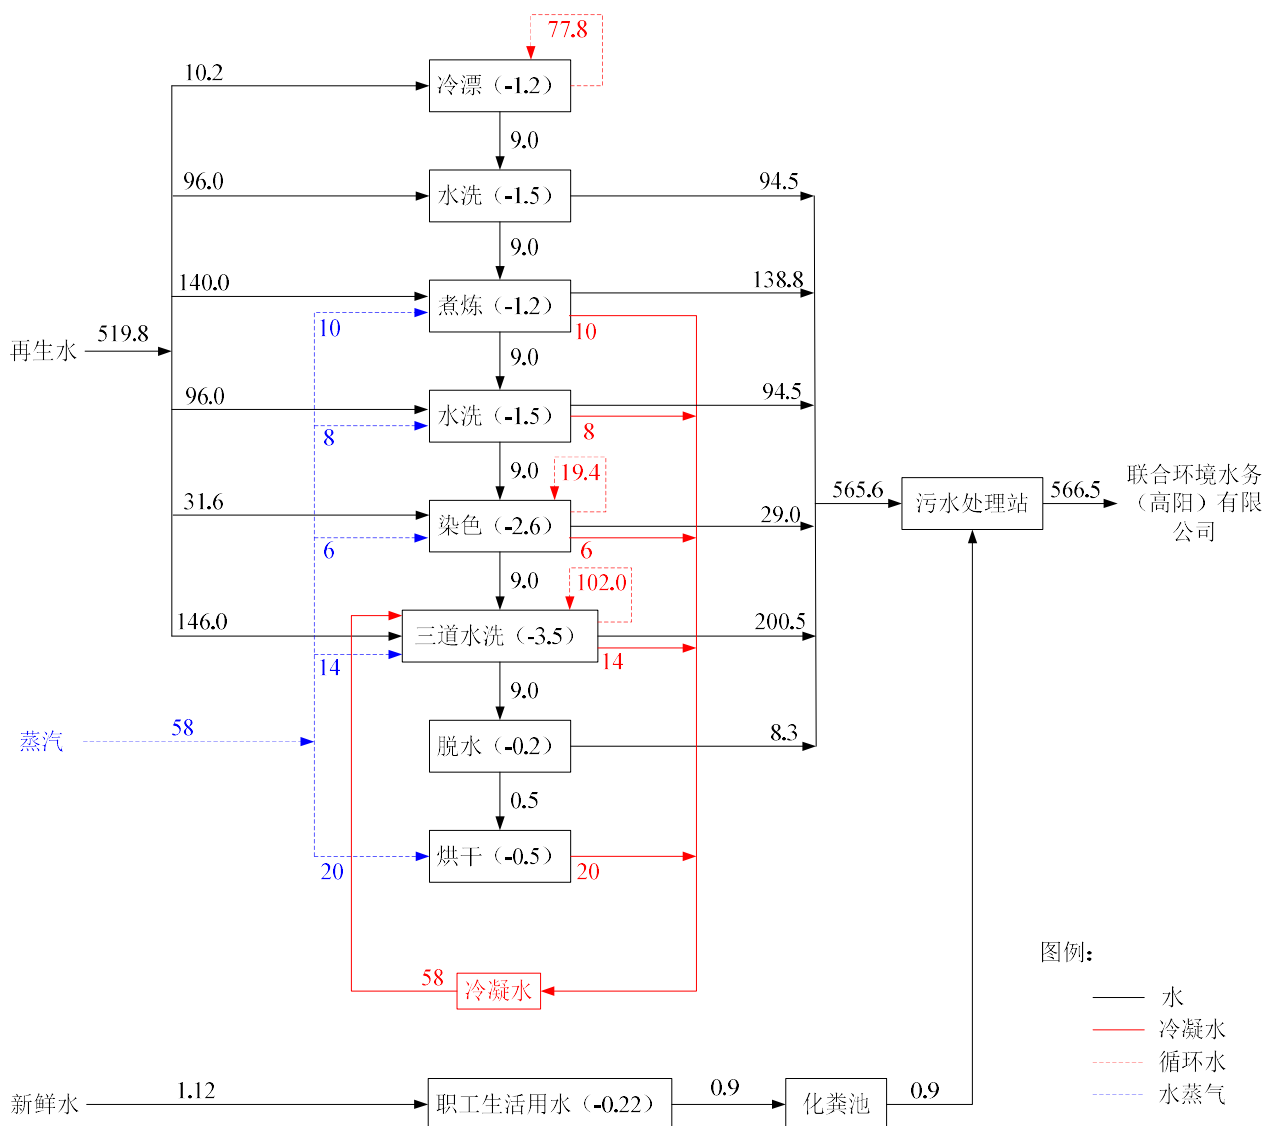 77.8
10.2
冷漂（-1.2）
9.0
96.0
水洗（-1.5）
94.5
9.0
140.0
煮炼（-1.2）
138.8
10
10
519.8
再生水
9.0
96.0
水洗（-1.5）
94.5
8
8
9.0
19.4
31.6
染色（-2.6）
29.0
6
6
565.6
污水处理站
566.5
联合环境水务
（高阳）有限
公司
9.0
102.0
146.0
三道水洗（-3.5）
200.5
14
14
9.0
58
蒸汽
脱水（-0.2）
8.3
0.5
烘干（-0.5）
20
20
58
冷凝水
图例：
水
冷凝水
循环水
水蒸气
新鲜水
1.12
职工生活用水（-0.22）
0.9
化粪池
0.9